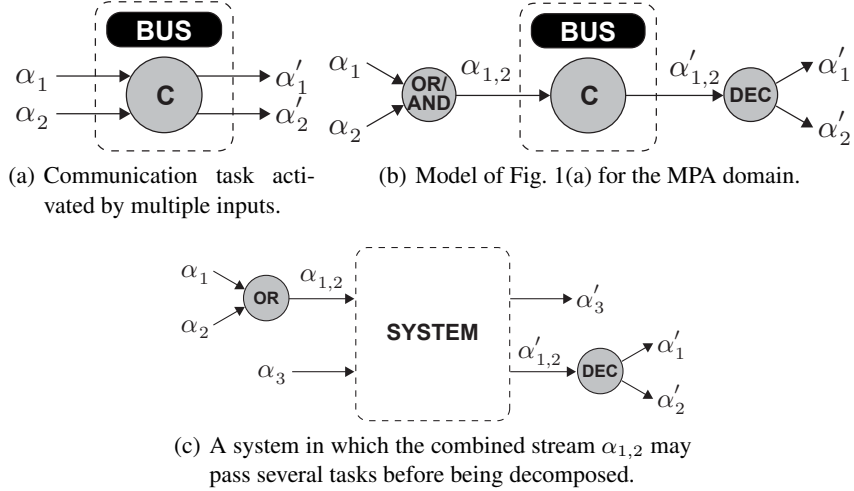 BUS
α₁
α₂
C
α′₁
α′₂
(a) Communication task acti-
vated by multiple inputs.
BUS
α₁
α₂
OR/
AND
α₁,₂
C
α′₁,₂
DEC
α′₁
α′₂
(b) Model of Fig. 1(a) for the MPA domain.
α₁
α₂
OR
α₁,₂
α₃
SYSTEM
α′₃
α′₁,₂
DEC
α′₁
α′₂
(c) A system in which the combined stream α₁,₂ may
pass several tasks before being decomposed.